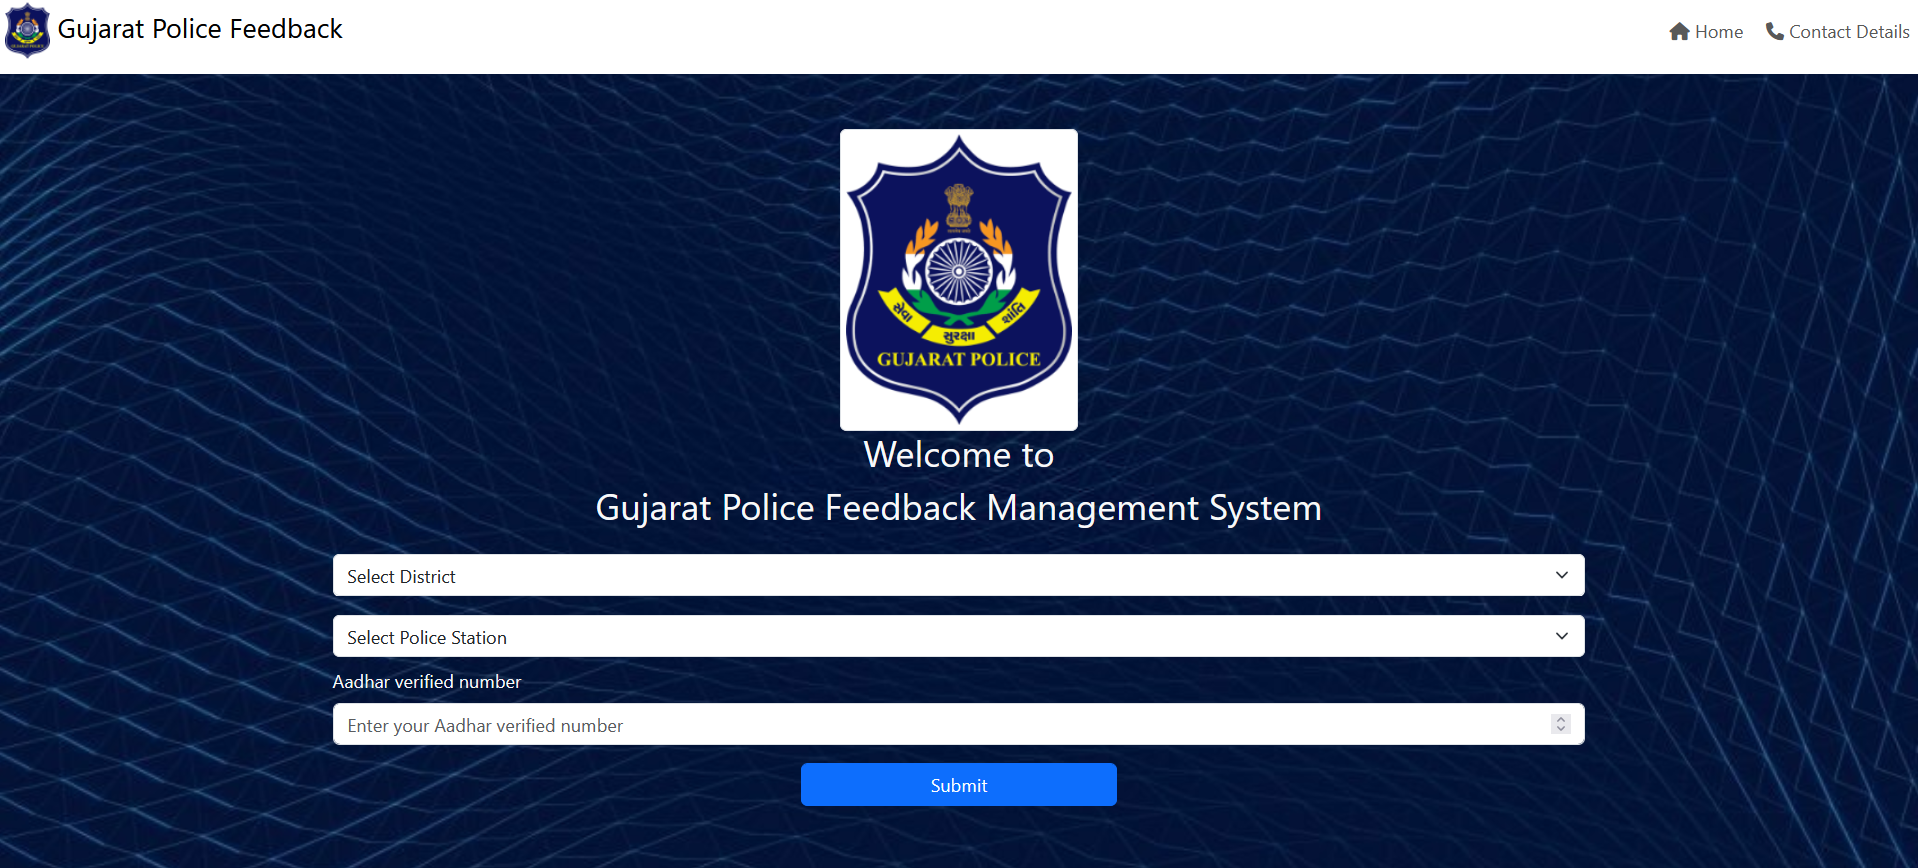 Gujarat Police Feedback
Home
Contact Details
સેવા
સુરક્ષા
શાંતિ
GUJARAT POLICE
Welcome to
Gujarat Police Feedback Management System
Select District
Select Police Station
Aadhar verified number
Enter your Aadhar verified number
Submit